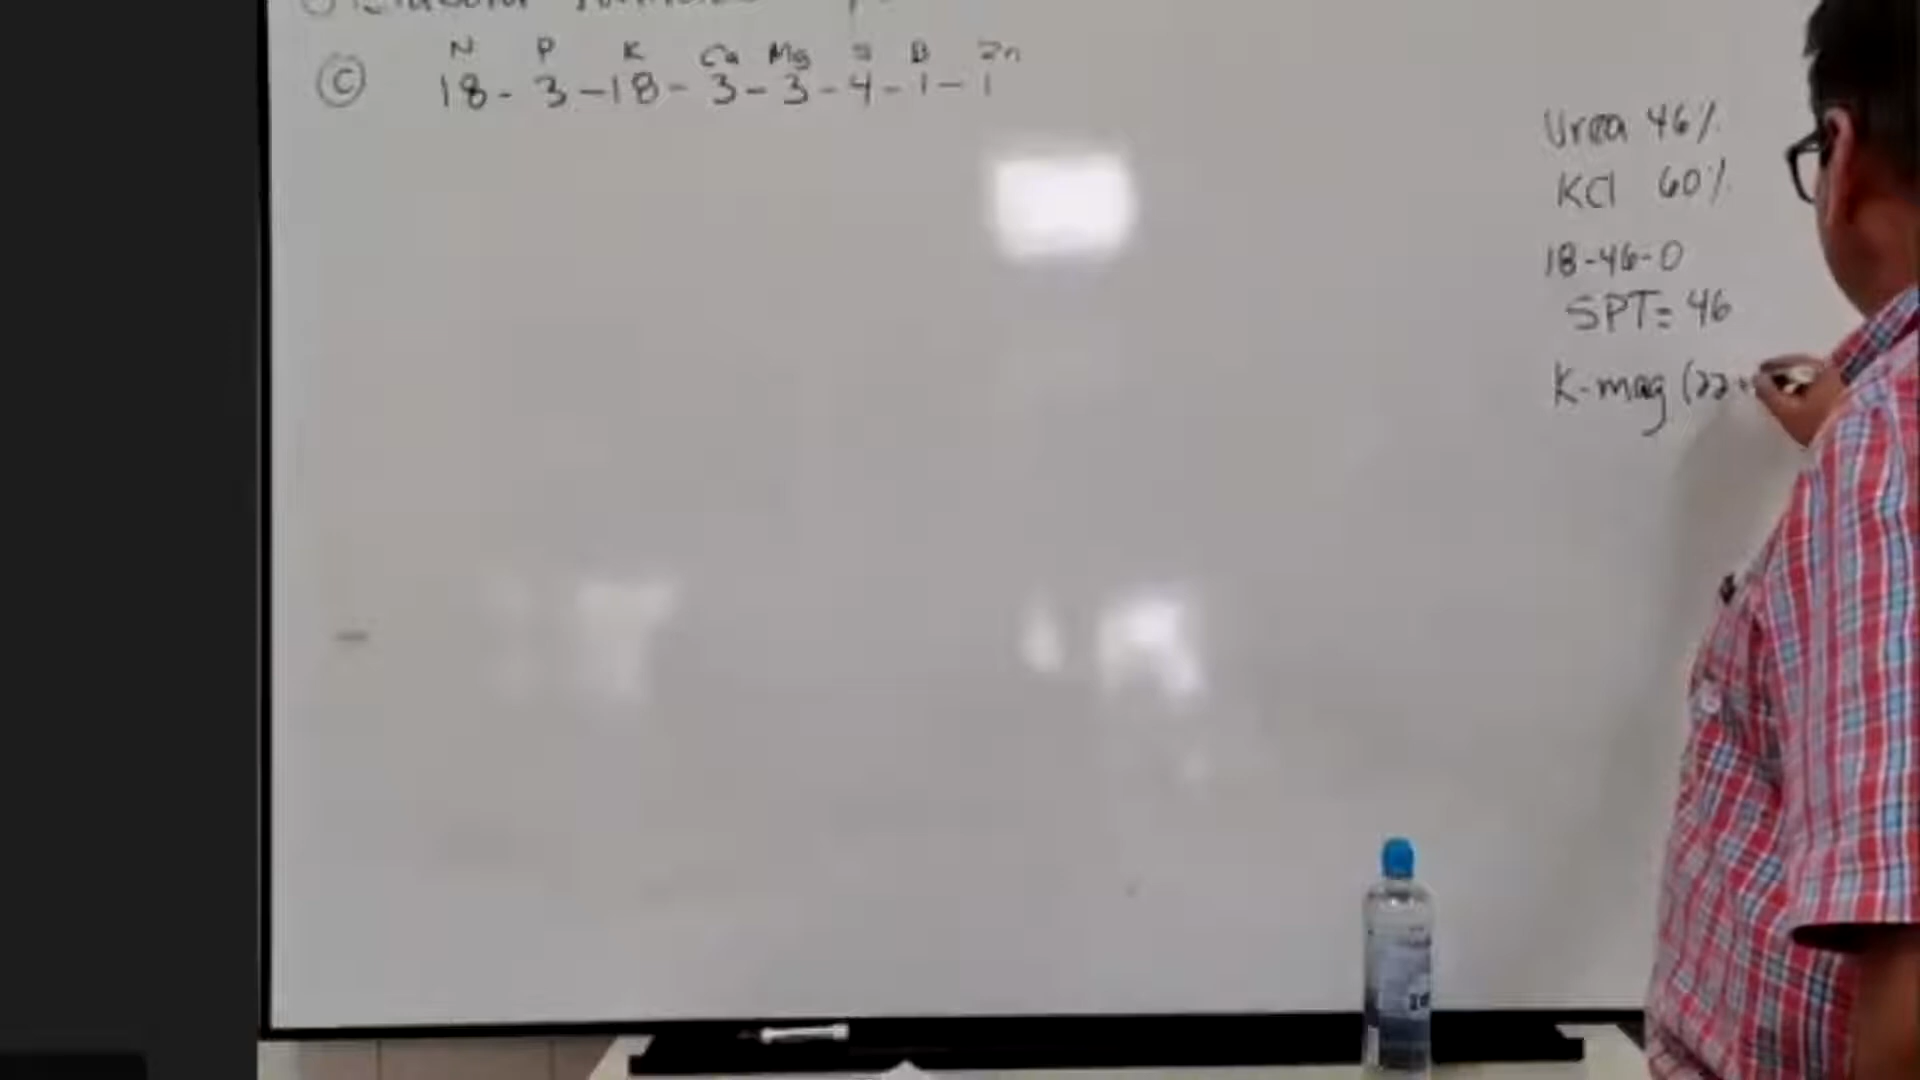 N P K Ca Mg S B Zn
Ⓒ 18 - 3 - 18 - 3 - 3 - 4 - 1 - 1
Urea 46%
KCl 60%
18-46-0
SPT= 46
K-mag (22